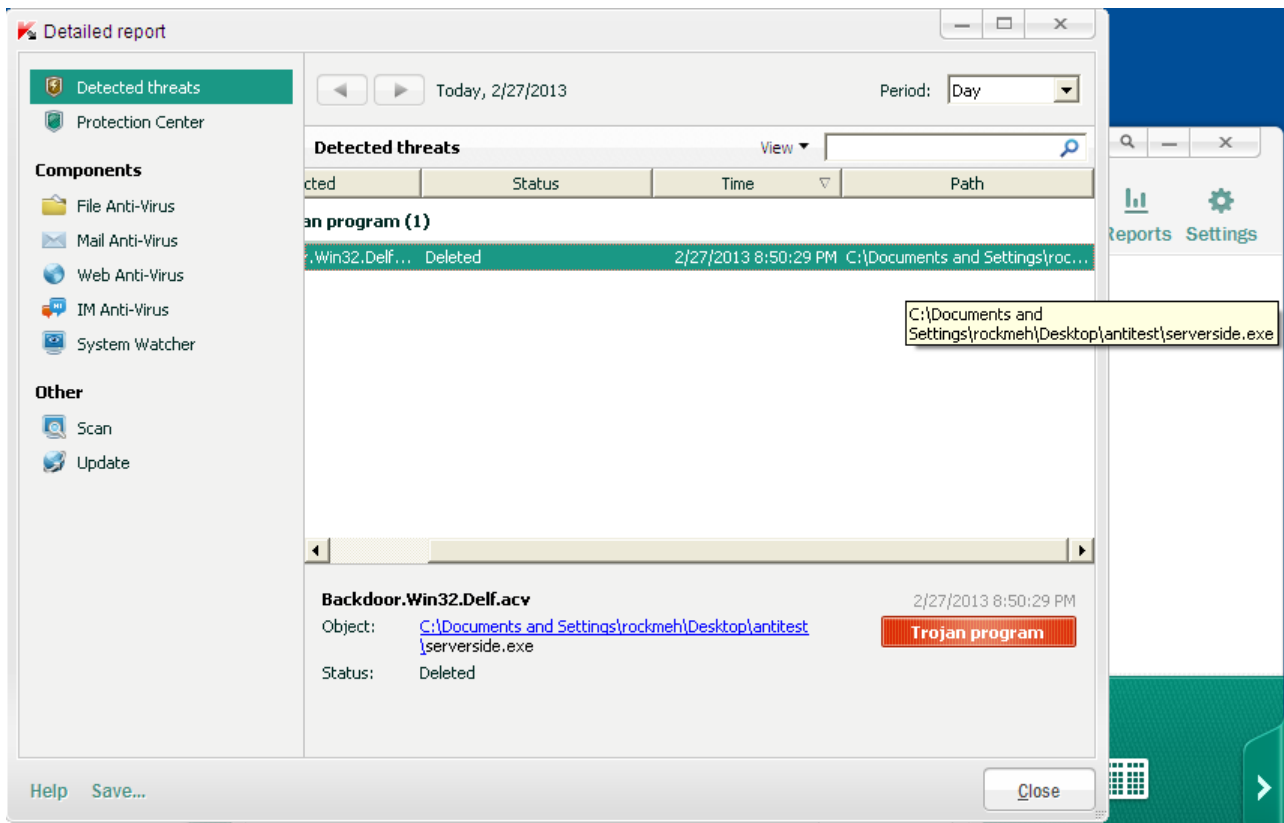 Detailed report
Detected threats
Protection Center
Components
File Anti-Virus
Mail Anti-Virus
Web Anti-Virus
IM Anti-Virus
System Watcher
Other
Scan
Update
Today, 2/27/2013
Period: Day
Detected threats View
cted Status Time Path
an program (1)
r.Win32.Delf... Deleted 2/27/2013 8:50:29 PM C:\Documents and Settings\roc...
C:\Documents and
Settings\rockmeh\Desktop\antitest\serverside.exe
Backdoor.Win32.Delf.acv 2/27/2013 8:50:29 PM
Object: C:\Documents and Settings\rockmeh\Desktop\antitest
\serverside.exe
Trojan program
Status: Deleted
Help Save...
Close
Reports Settings